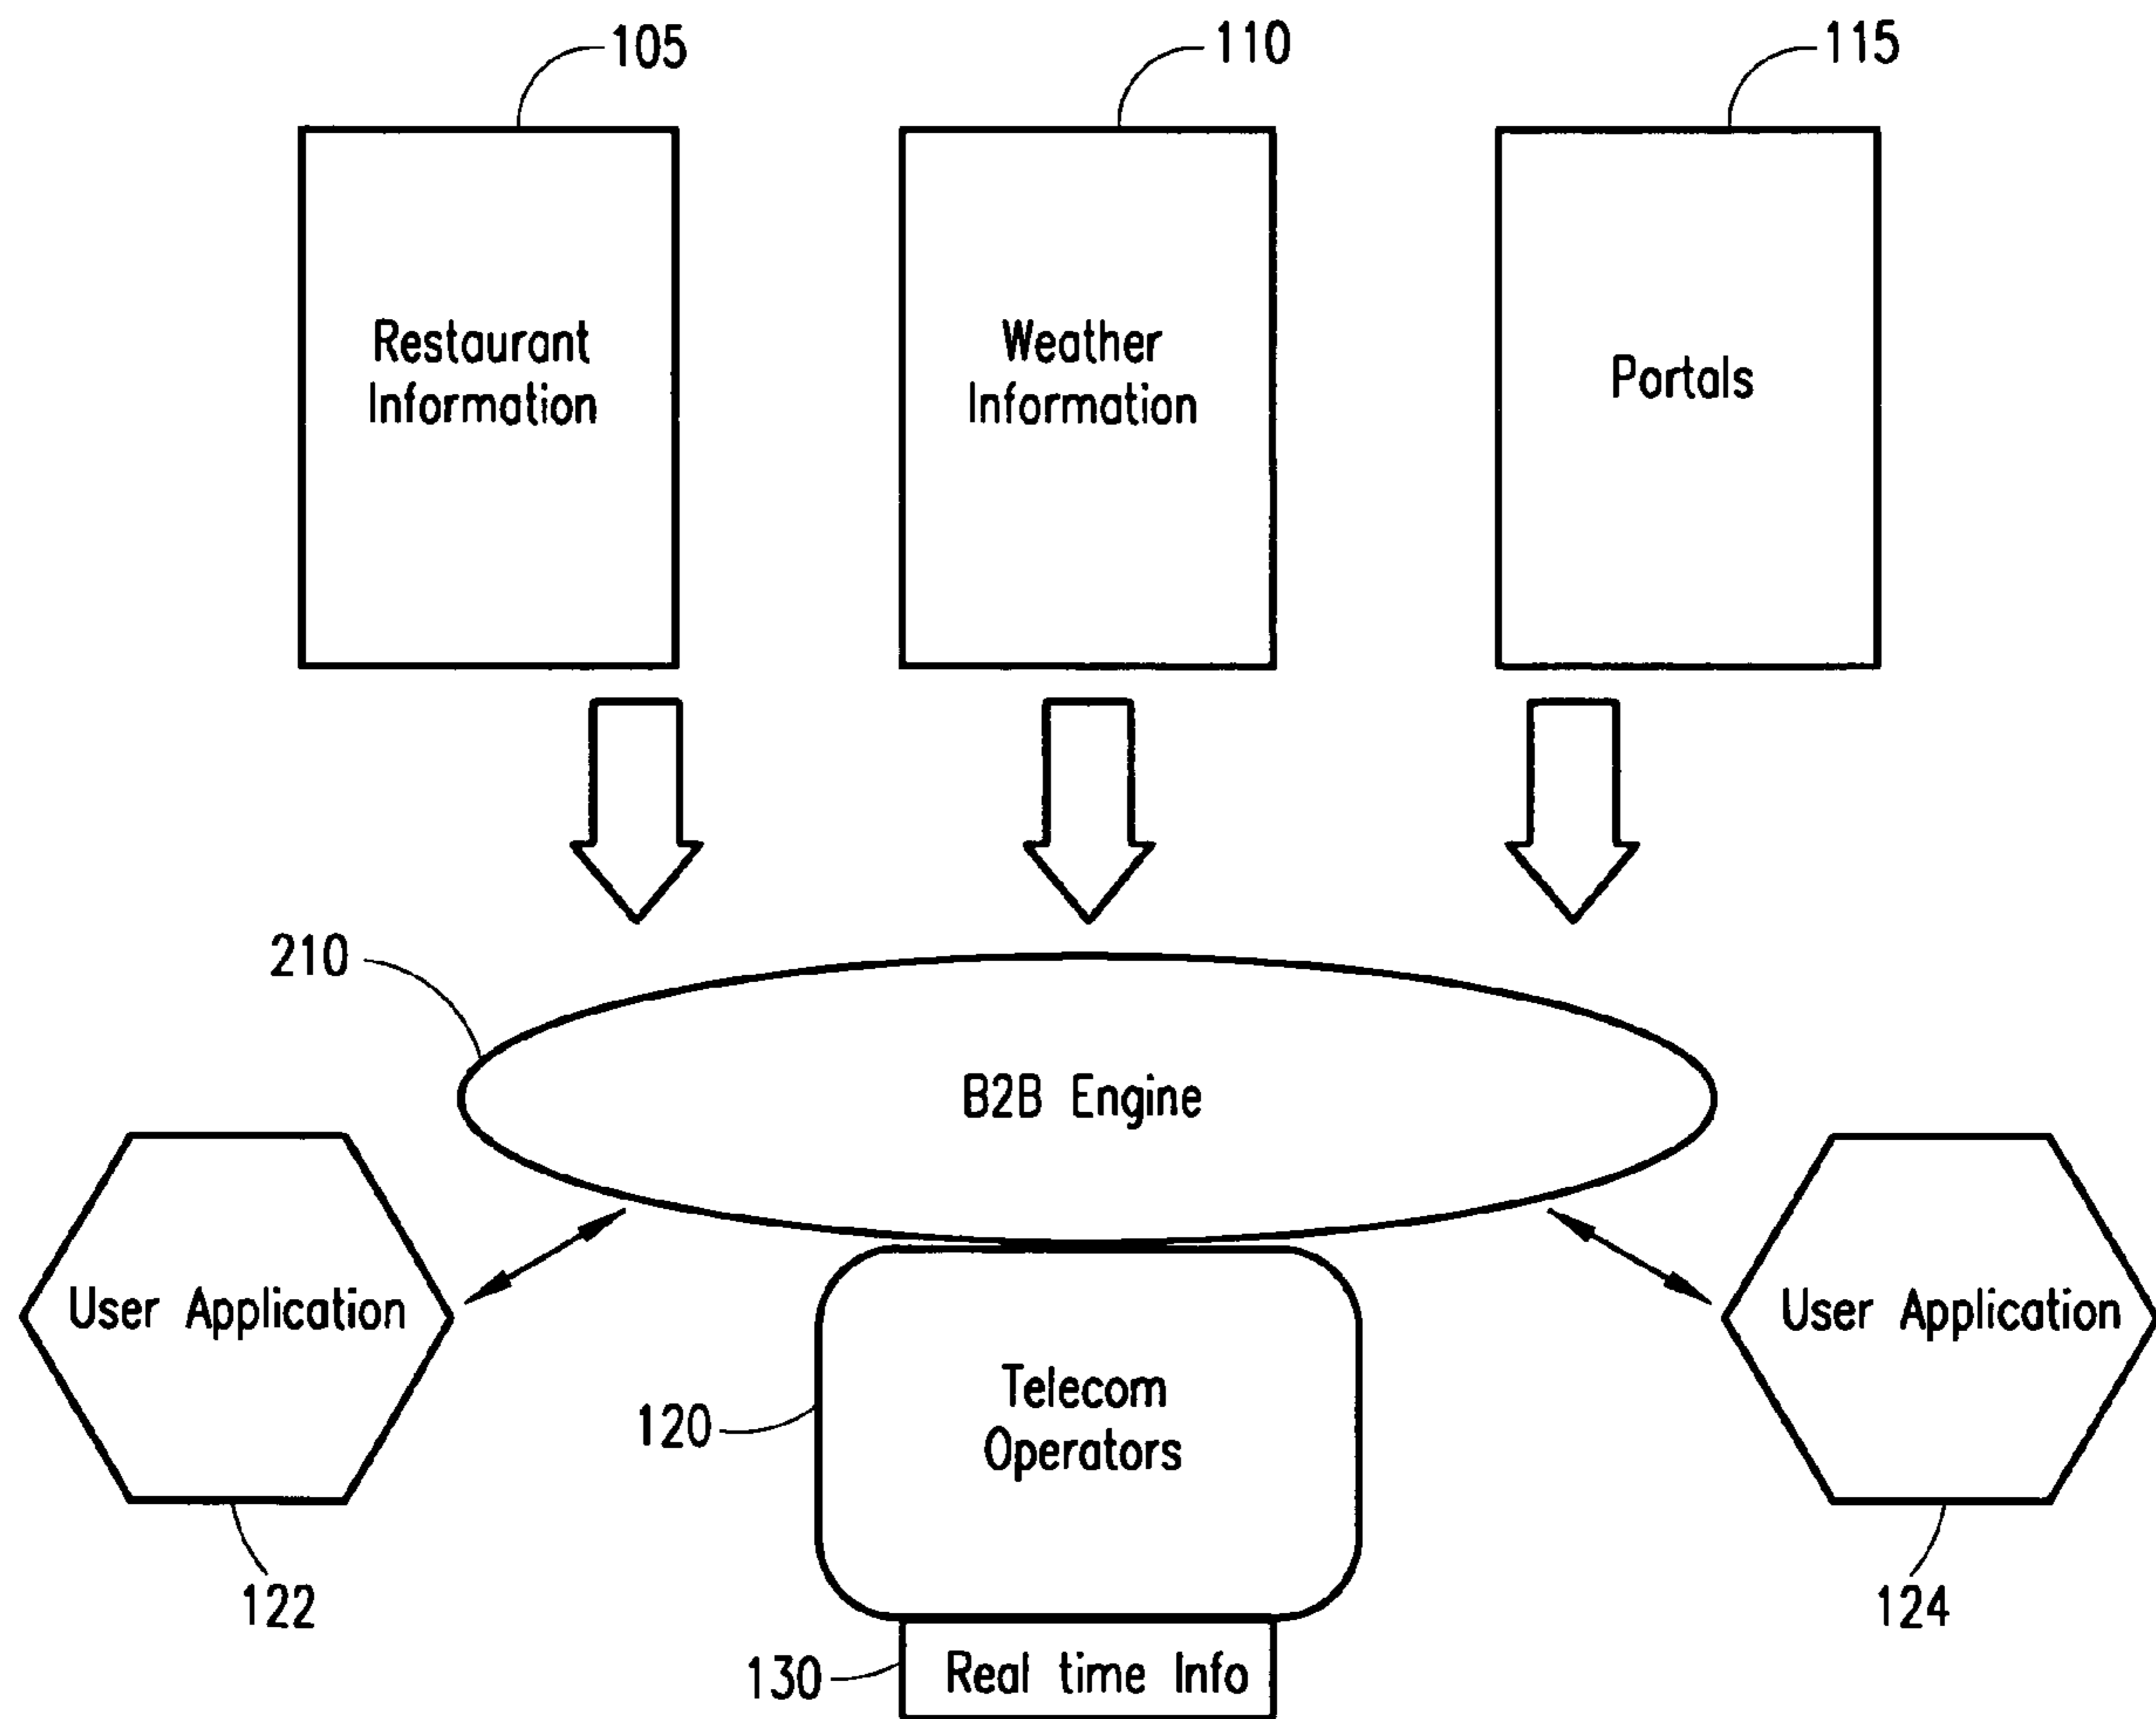 105
110
115
Restaurant
Information
Weather
Information
Portals
210
B2B Engine
User Application
User Application
Telecom
Operators
120
122
124
130
Real time Info